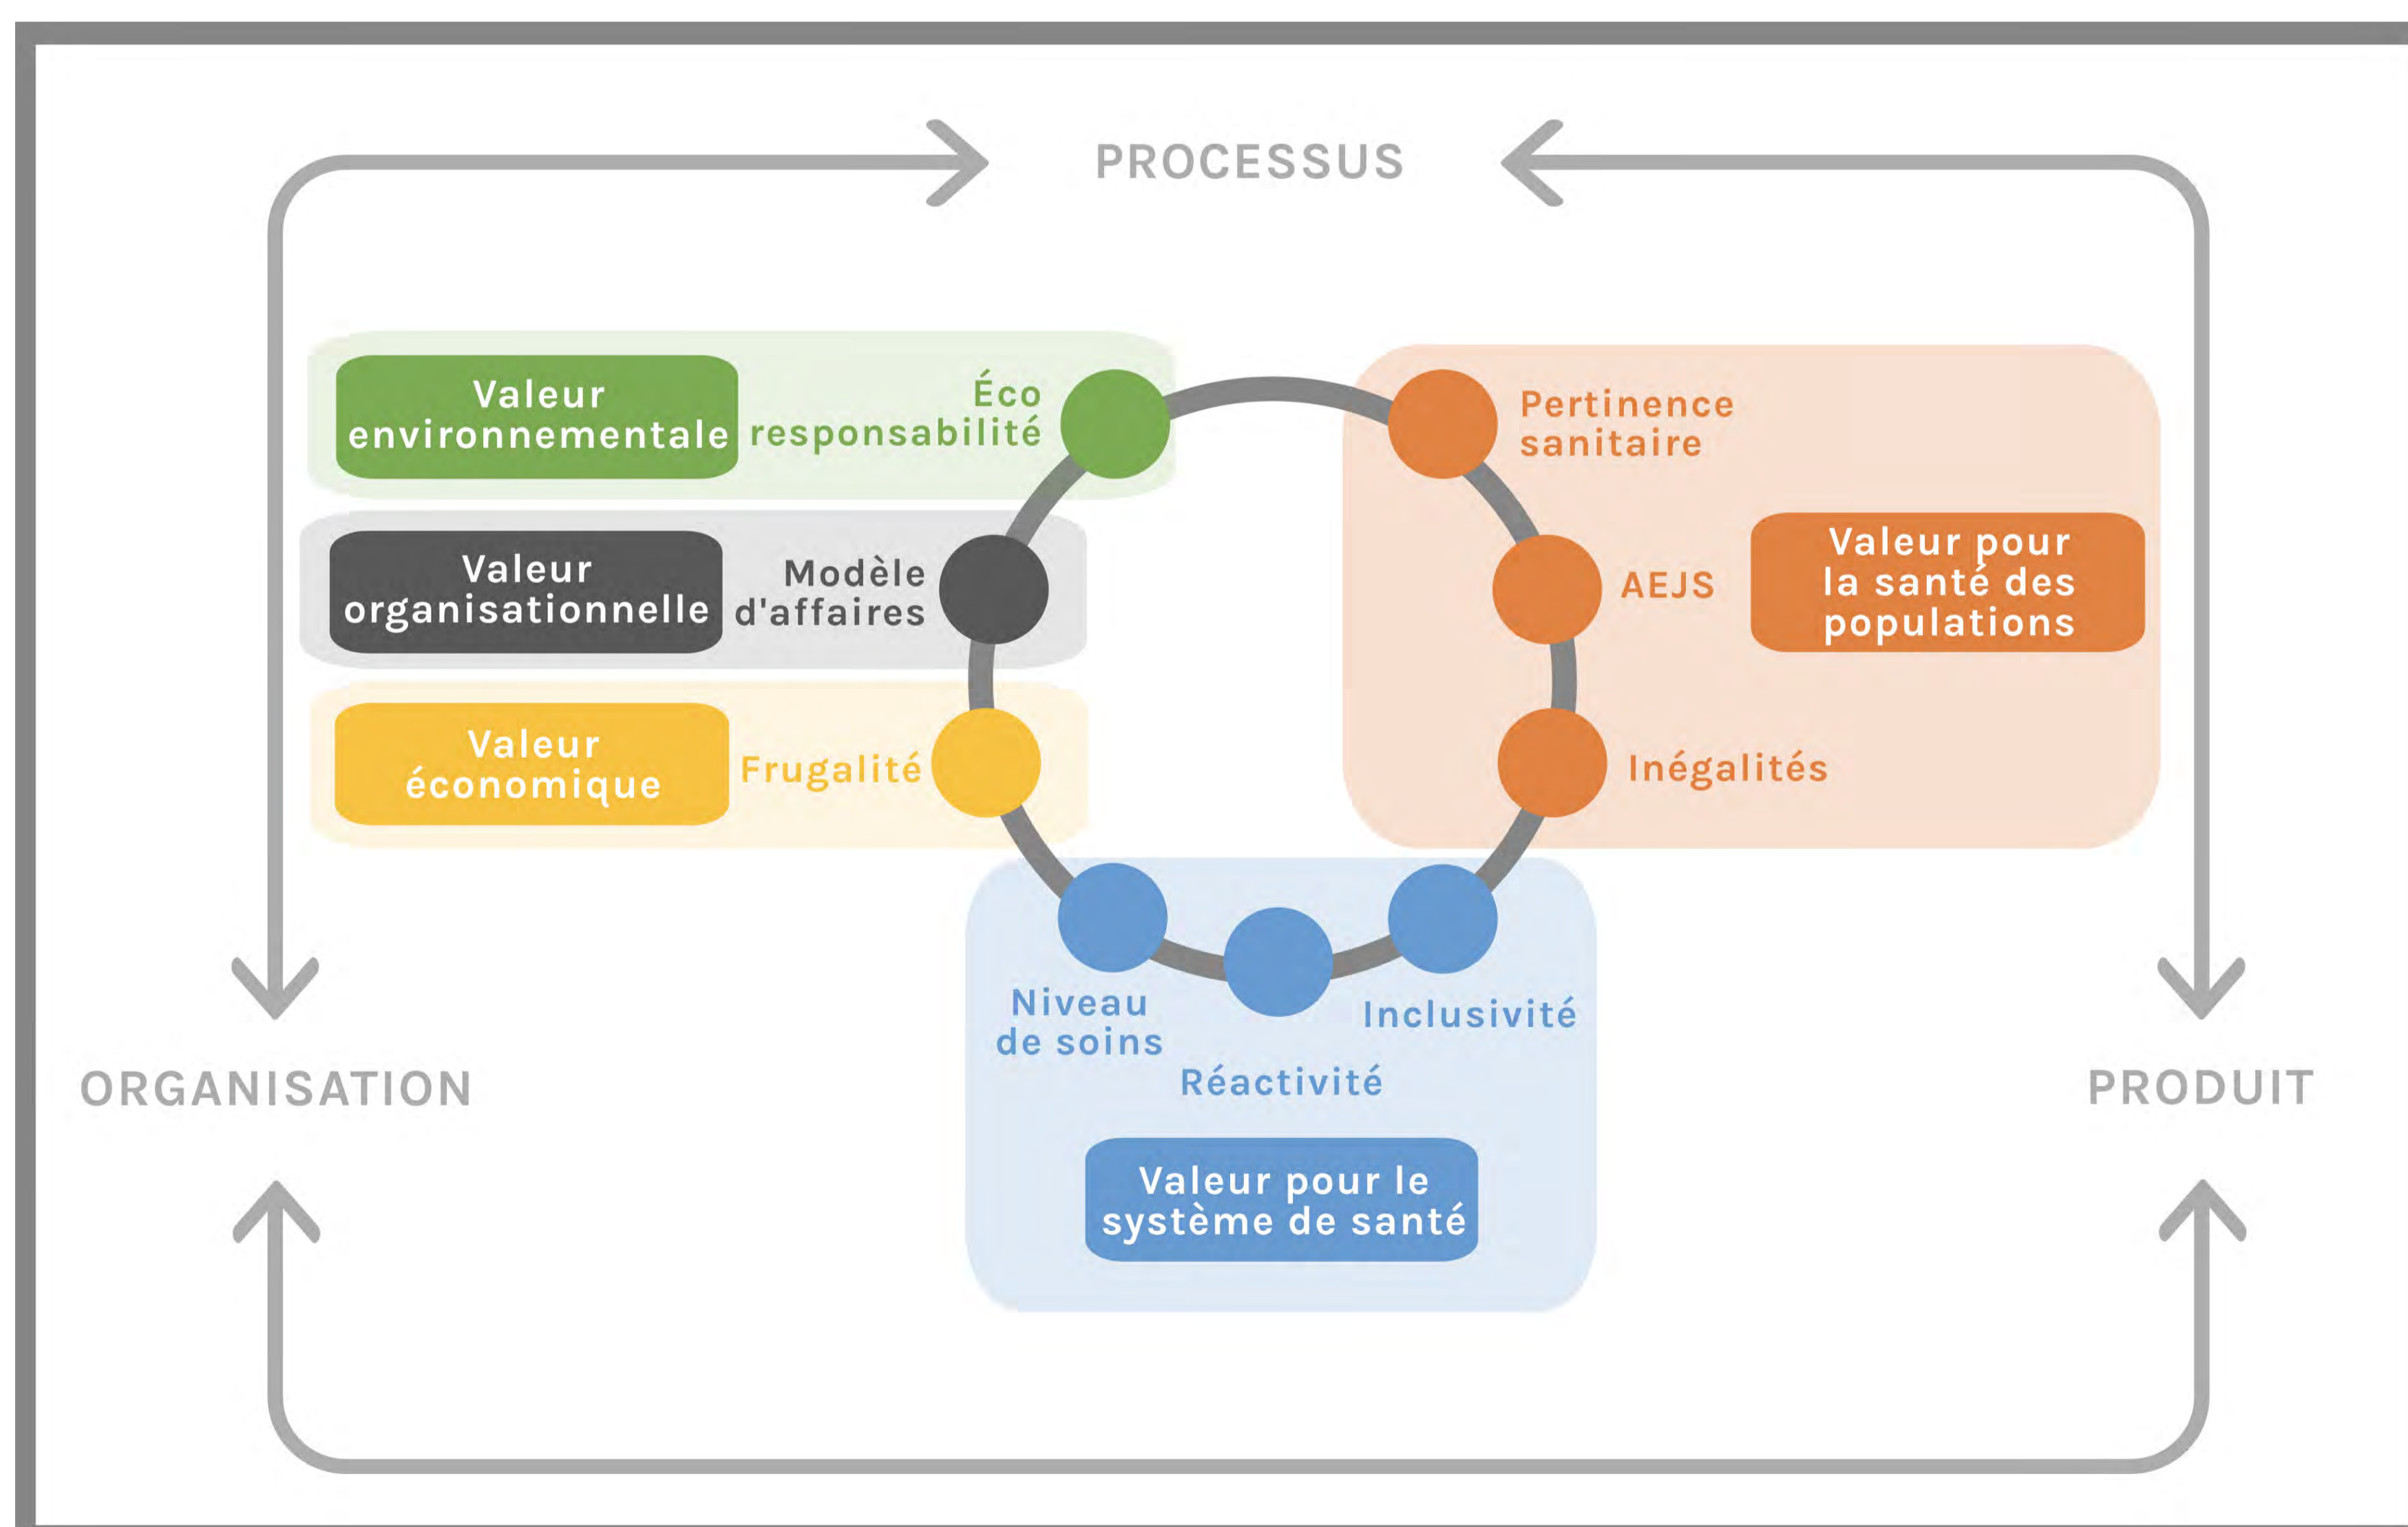 PROCESSUS
Valeur
environnementale
Éco
responsabilité
Pertinence
sanitaire
Valeur
organisationnelle
Modèle
d'affaires
AEJS
Valeur pour
la santé des
populations
Valeur
économique
Frugalité
Inégalités
Niveau
de soins
Inclusivité
Réactivité
ORGANISATION
PRODUIT
Valeur pour le
système de santé